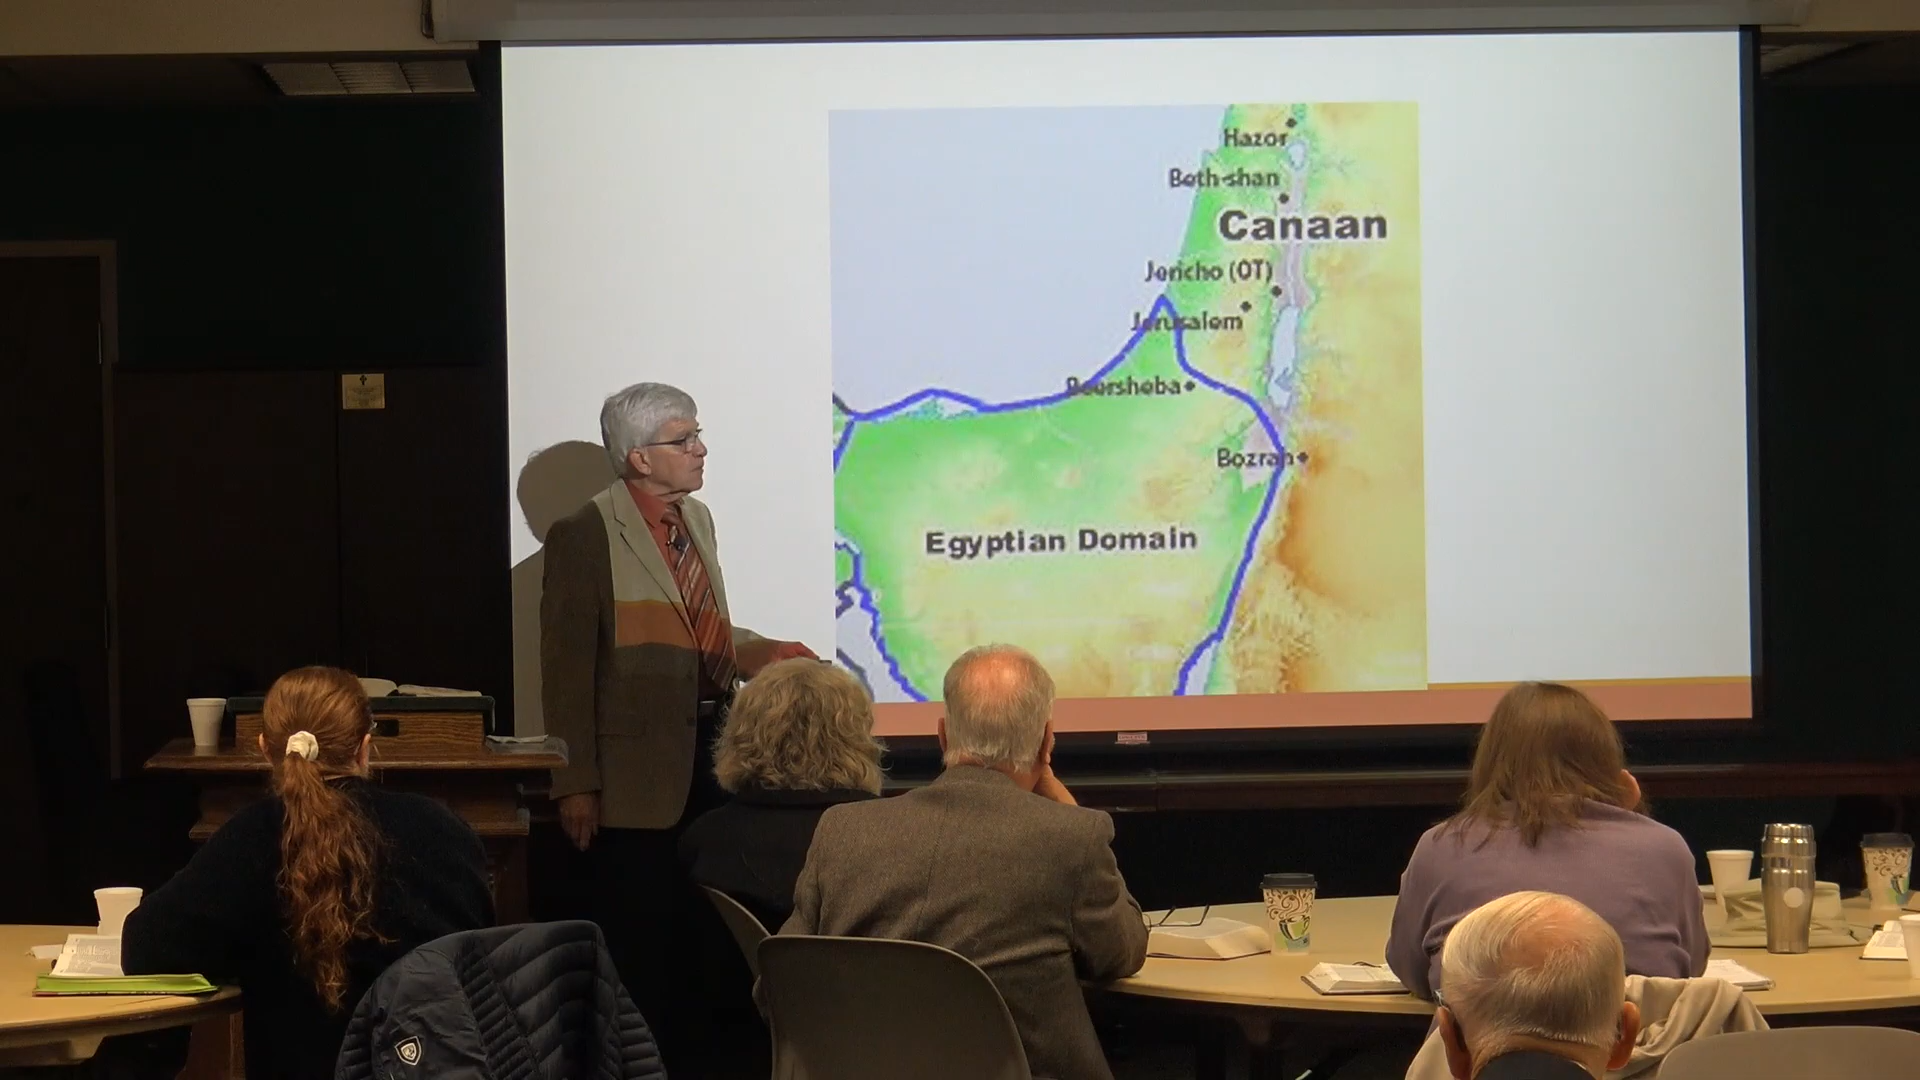 Hazor
Beth-shan
Canaan
Jericho (OT)
Jerusalem
Beersheba
Bozrah
Egyptian Domain